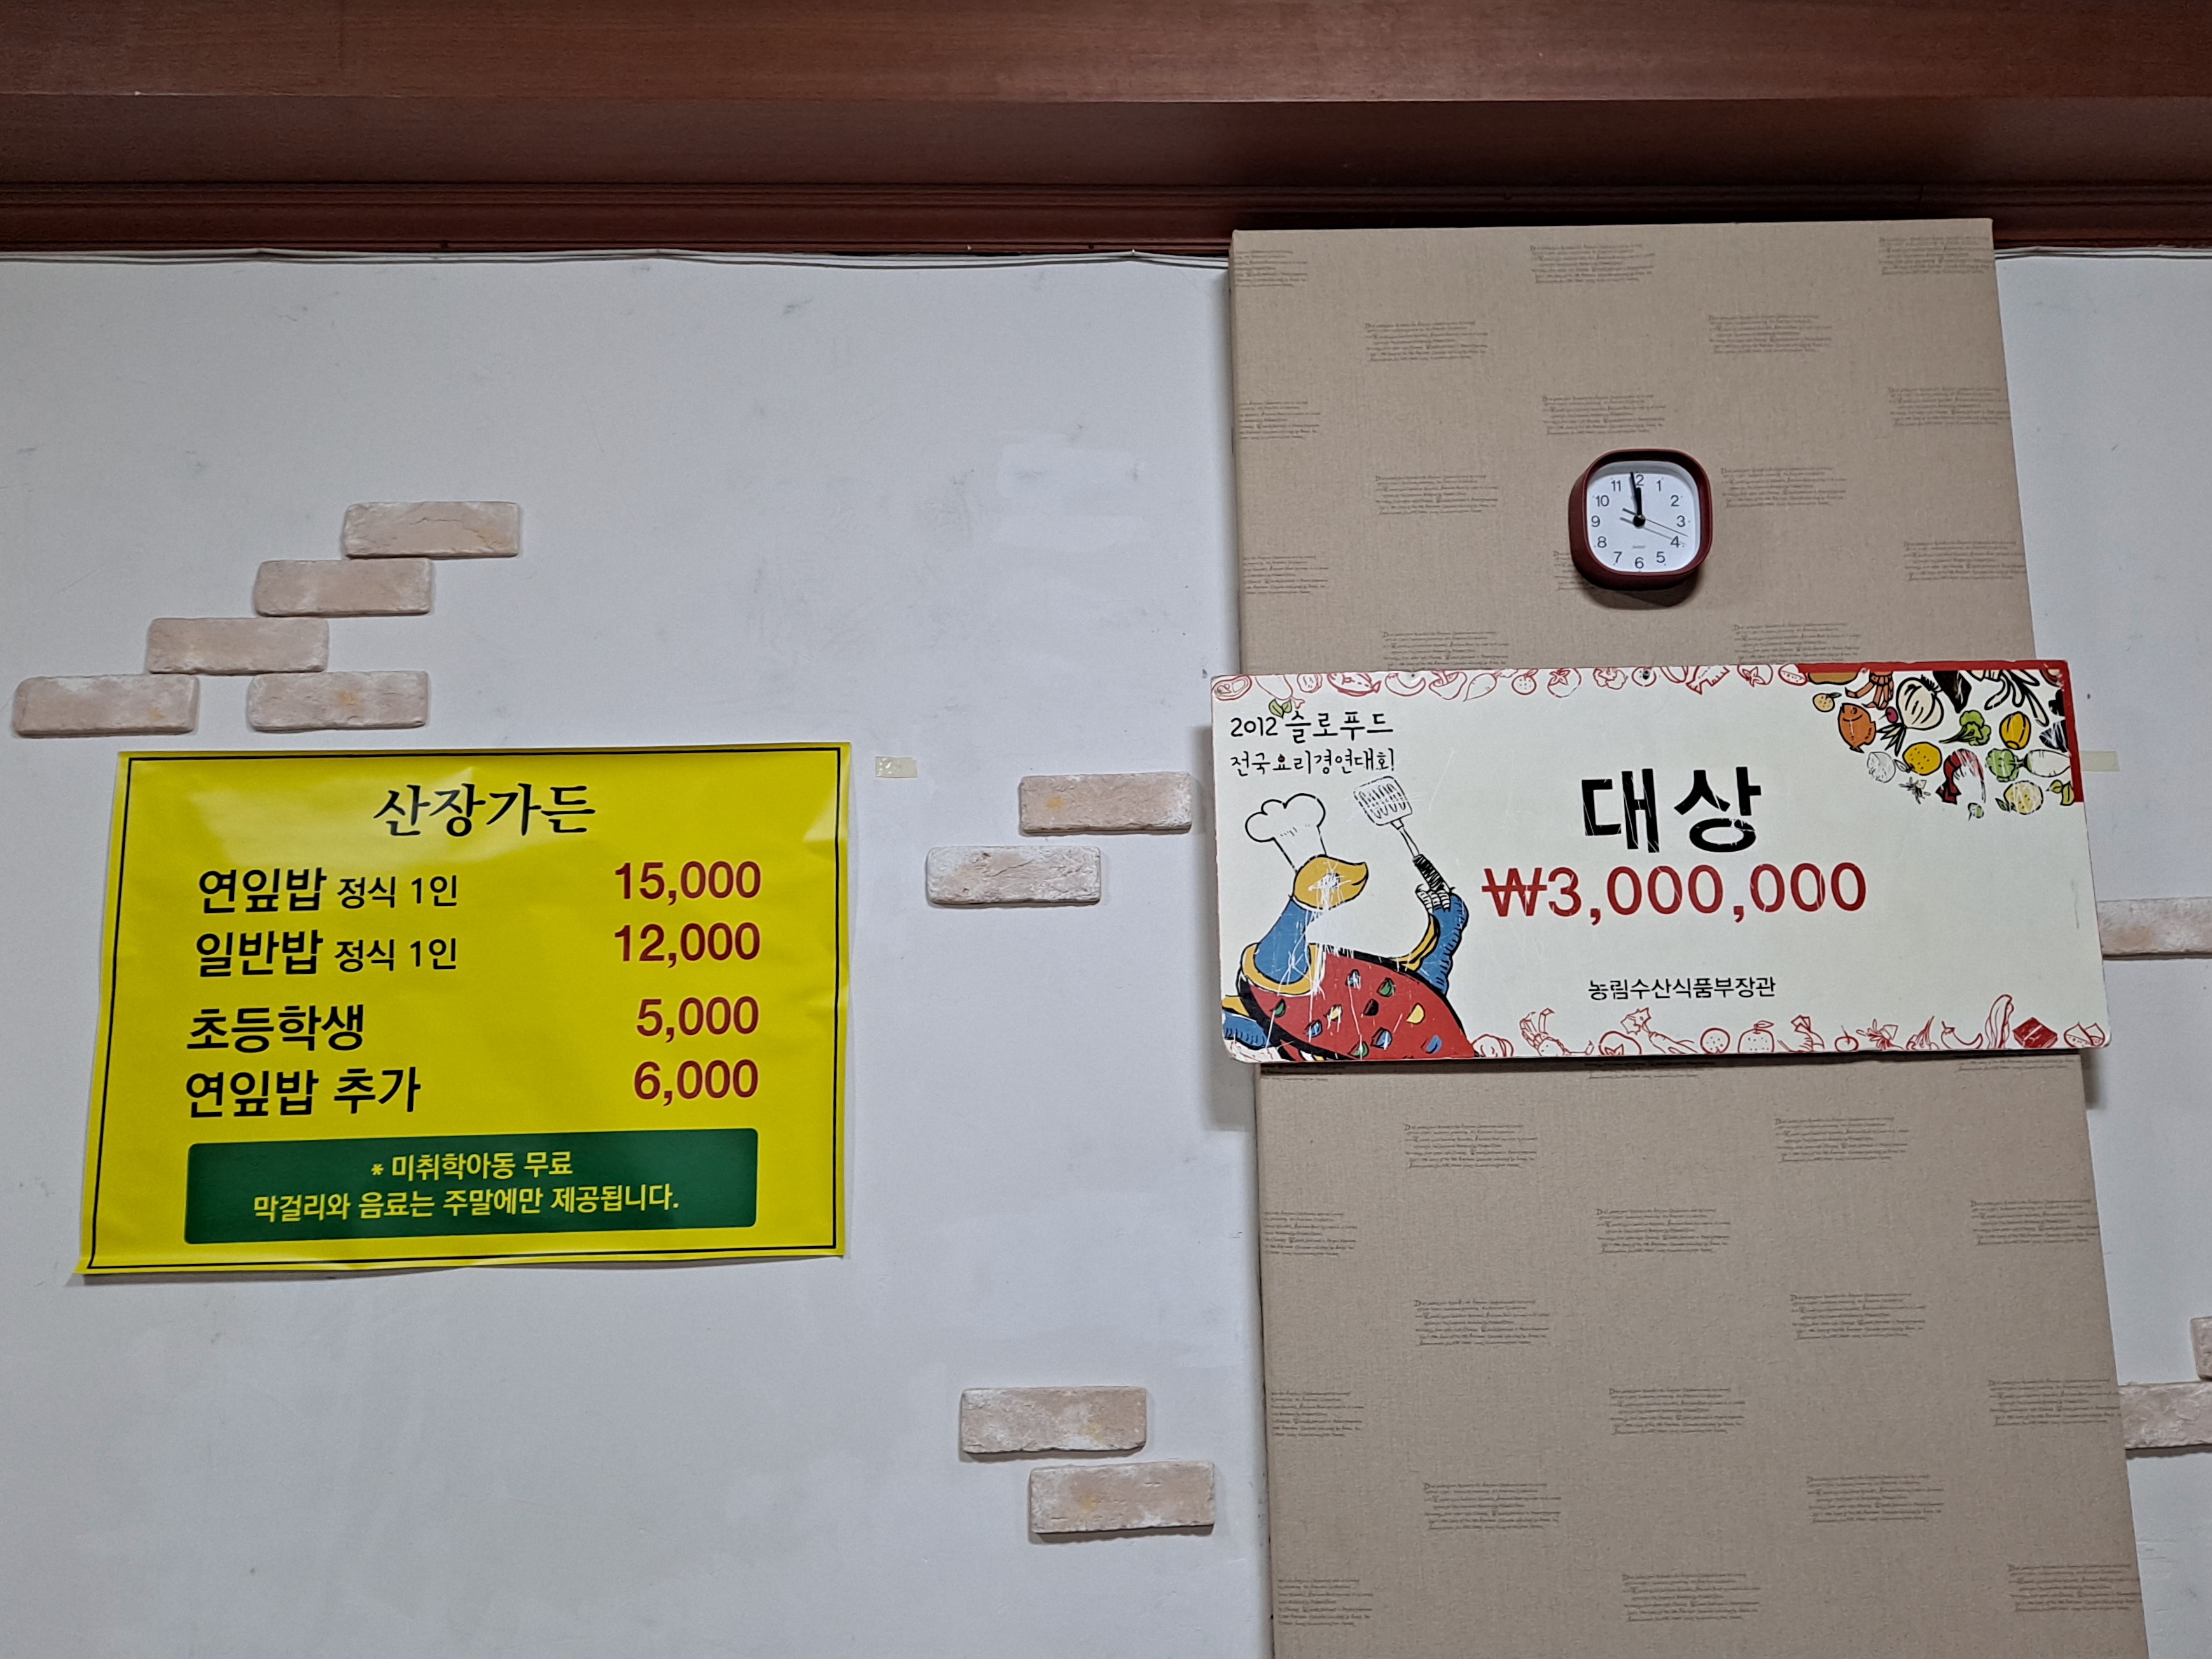 산장가든
연잎밥 정식 1인 15,000
일반밥 정식 1인 12,000
초등학생 5,000
연잎밥 추가 6,000
* 미취학아동 무료
막걸리와 음료는 주말에만 제공됩니다.
11 12 1
10 2
9 3
8 4
7 6 5
2012 슬로푸드
전국요리경연대회!
대상
₩3,000,000
농림수산식품부장관